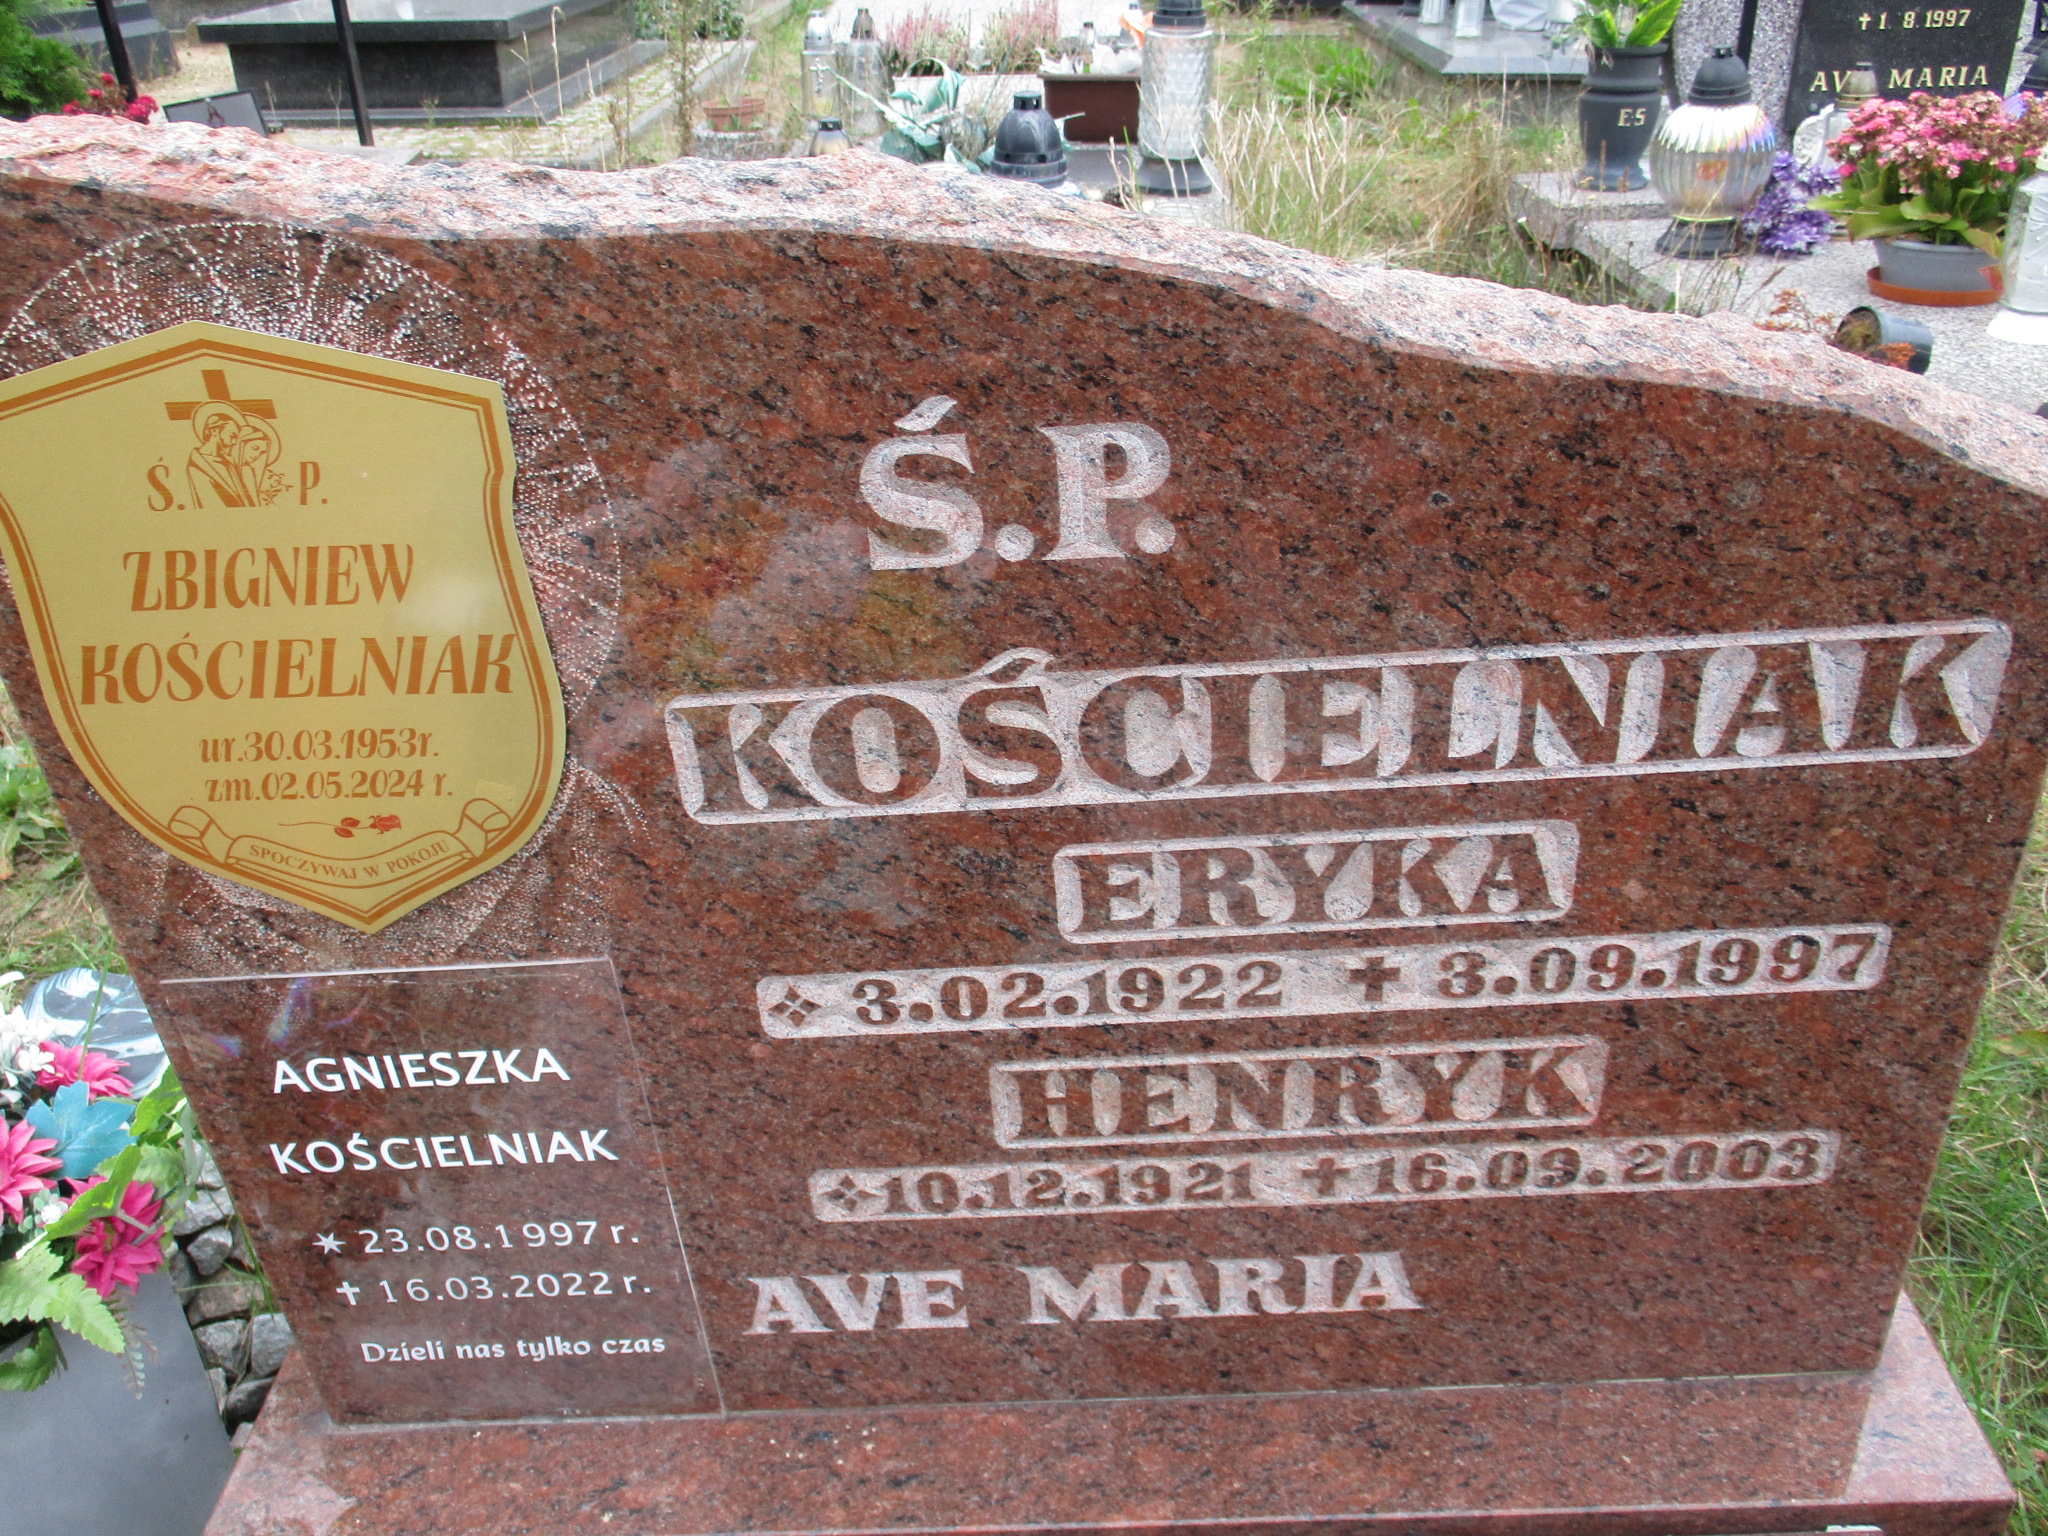 † 1. 8. 1997
AVE MARIA
ES
Ś. P.
ZBIGNIEW
KOŚCIELNIAK
ur.30.03.1953r.
zm.02.05.2024 r.
SPOCZYWAJ W POKOJU
AGNIESZKA
KOŚCIELNIAK
✶ 23.08.1997 r.
† 16.03.2022 r.
Dzieli nas tylko czas
Ś.P.
KOŚCIELNIAK
ERYKA
❖ 3.02.1922 † 3.09.1997
HENRYK
❖ 10.12.1921 † 16.09.2003
AVE MARIA